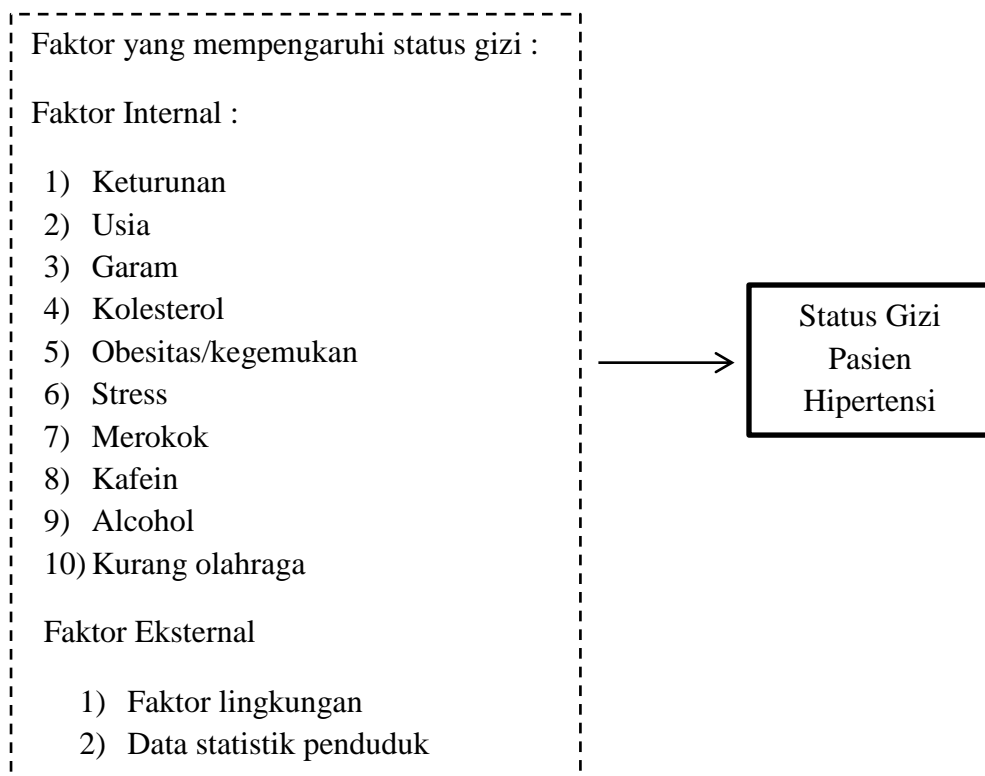 Faktor yang mempengaruhi status gizi :
Faktor Internal :
1) Keturunan
2) Usia
3) Garam
4) Kolesterol
5) Obesitas/kegemukan
6) Stress
7) Merokok
8) Kafein
9) Alcohol
10) Kurang olahraga
Faktor Eksternal
1) Faktor lingkungan
2) Data statistik penduduk
Status Gizi
Pasien
Hipertensi